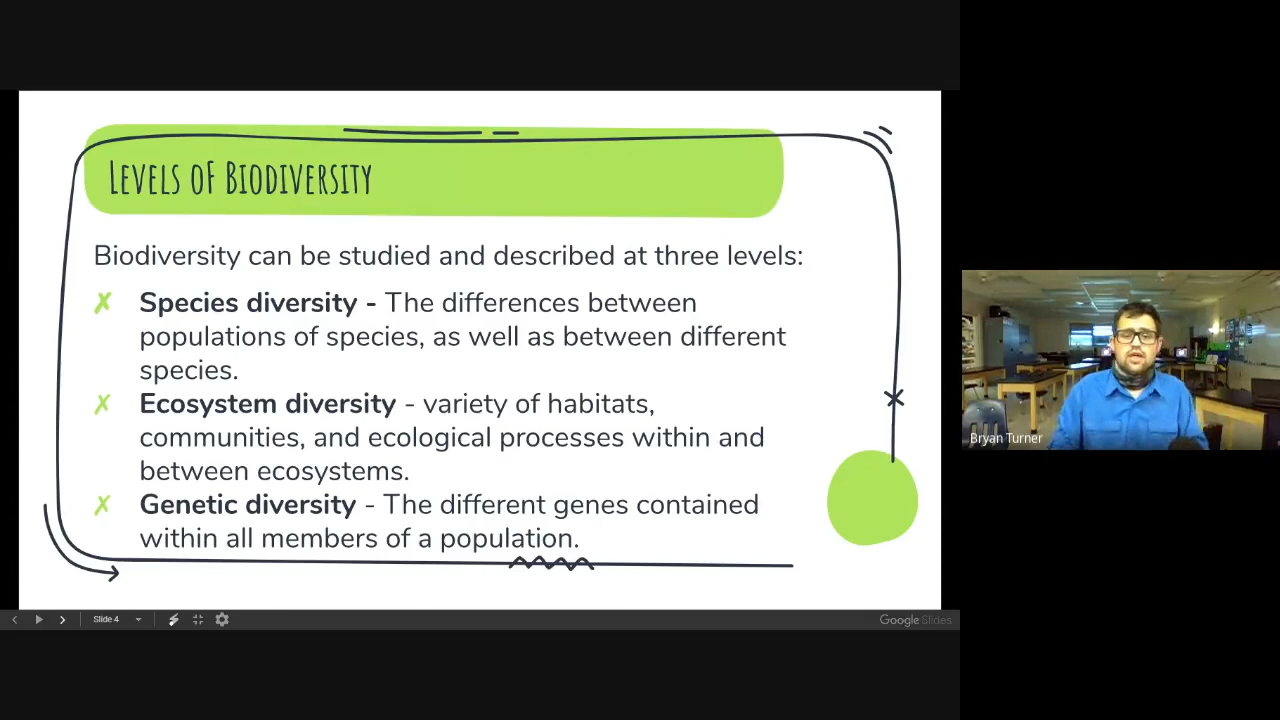 Levels of Biodiversity
Biodiversity can be studied and described at three levels:
✗ Species diversity - The differences between
populations of species, as well as between different
species.
✗ Ecosystem diversity - variety of habitats,
communities, and ecological processes within and
between ecosystems.
✗ Genetic diversity - The different genes contained
within all members of a population.
Bryan Turner
Slide 4
Google Slides